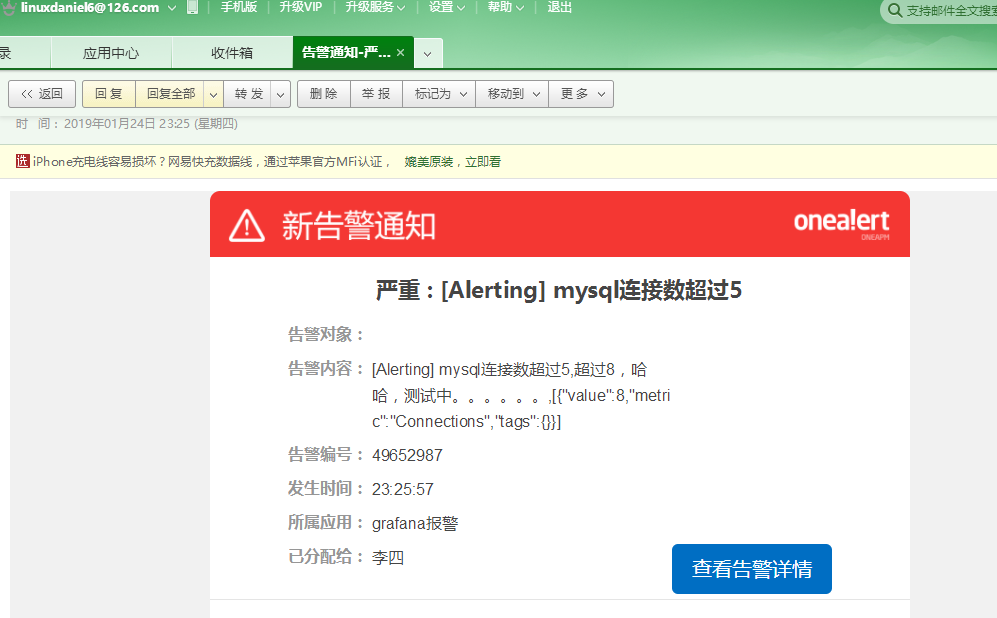 linuxdaniel6@126.com 手机版 升级VIP 升级服务 设置 帮助 退出 支持邮件全文搜索
录 应用中心 收件箱 告警通知-严... ×
<< 返回 回复 回复全部 转发 删除 举报 标记为 移动到 更多
时 间：2019年01月24日 23:25 (星期四)
选 iPhone充电线容易损坏？网易快充数据线，通过苹果官方MFi认证， 媲美原装，立即看
新告警通知 onealert
ONEAPM
严重：[Alerting] mysql连接数超过5
告警对象：
告警内容： [Alerting] mysql连接数超过5,超过8，哈
哈，测试中。。。。。。,[{"value":8,"metri
c":"Connections","tags":{}}]
告警编号： 49652987
发生时间： 23:25:57
所属应用： grafana报警
已分配给： 李四
查看告警详情